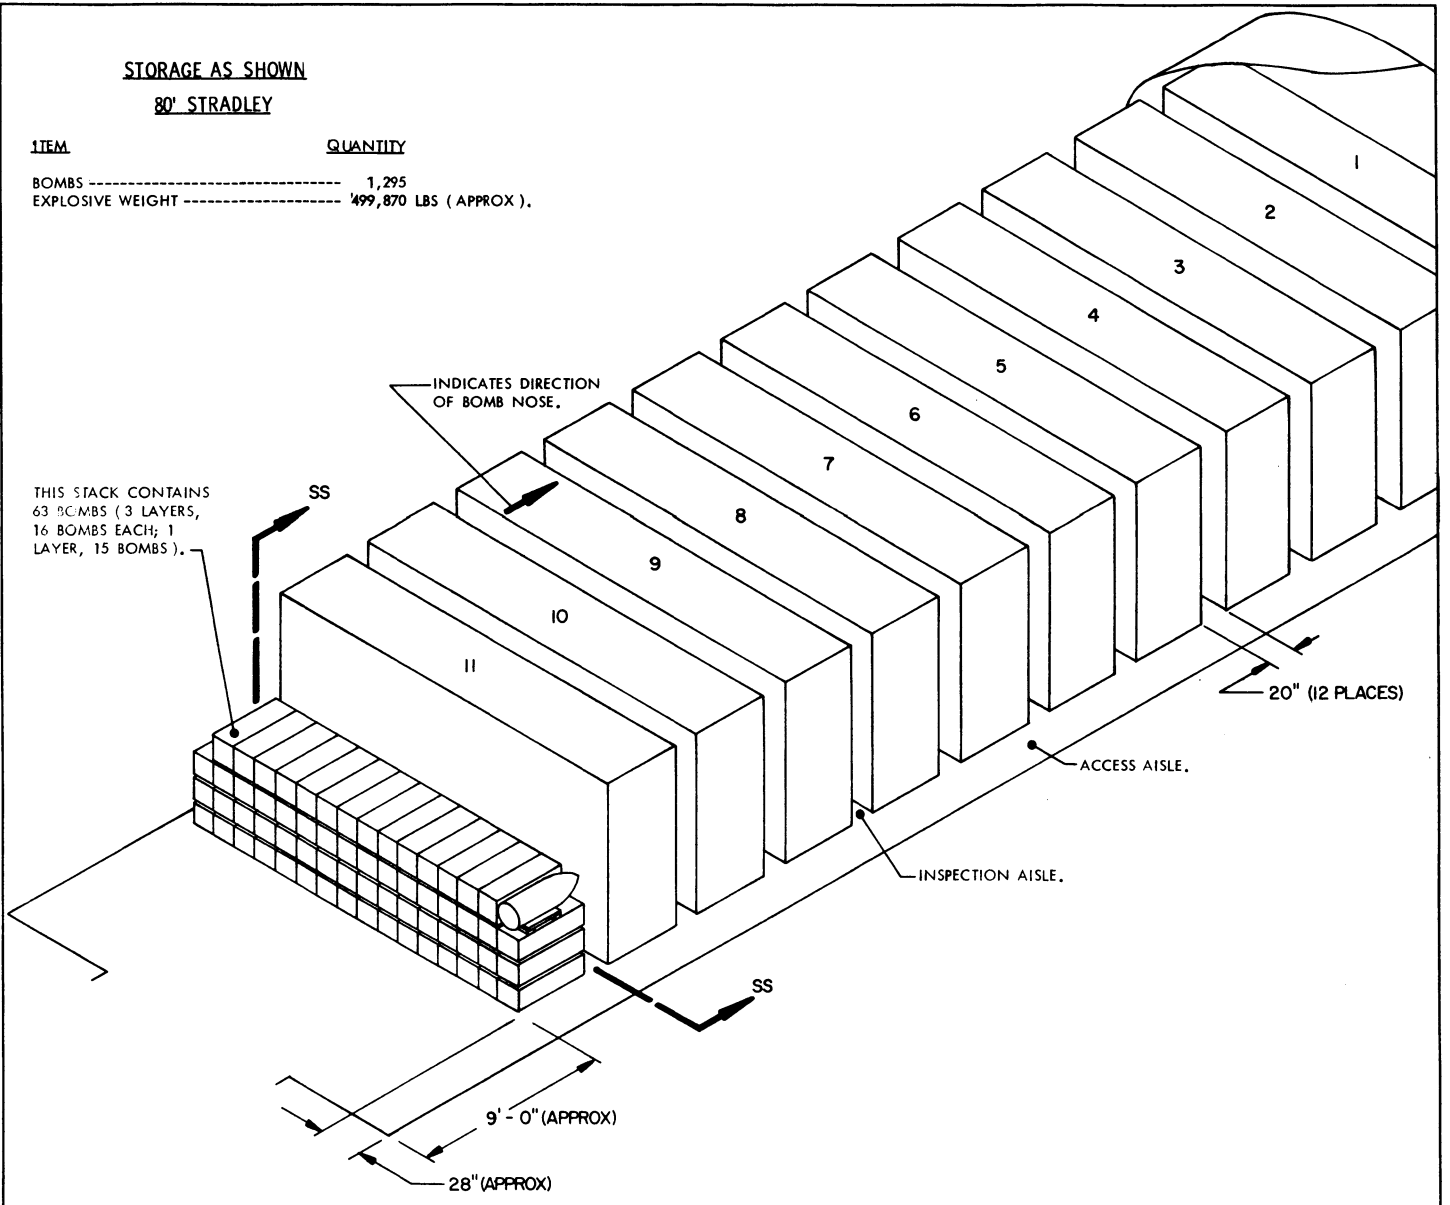 STORAGE AS SHOWN
80' STRADLEY
ITEM QUANTITY
BOMBS ------------------------------- 1,295
EXPLOSIVE WEIGHT -------------------- 499,870 LBS (APPROX).
INDICATES DIRECTION
OF BOMB NOSE.
THIS STACK CONTAINS
63 BOMBS (3 LAYERS,
16 BOMBS EACH; 1
LAYER, 15 BOMBS).
SS
1
2
3
4
5
6
7
8
9
10
11
20" (12 PLACES)
ACCESS AISLE.
INSPECTION AISLE.
SS
9'-0" (APPROX)
28" (APPROX)